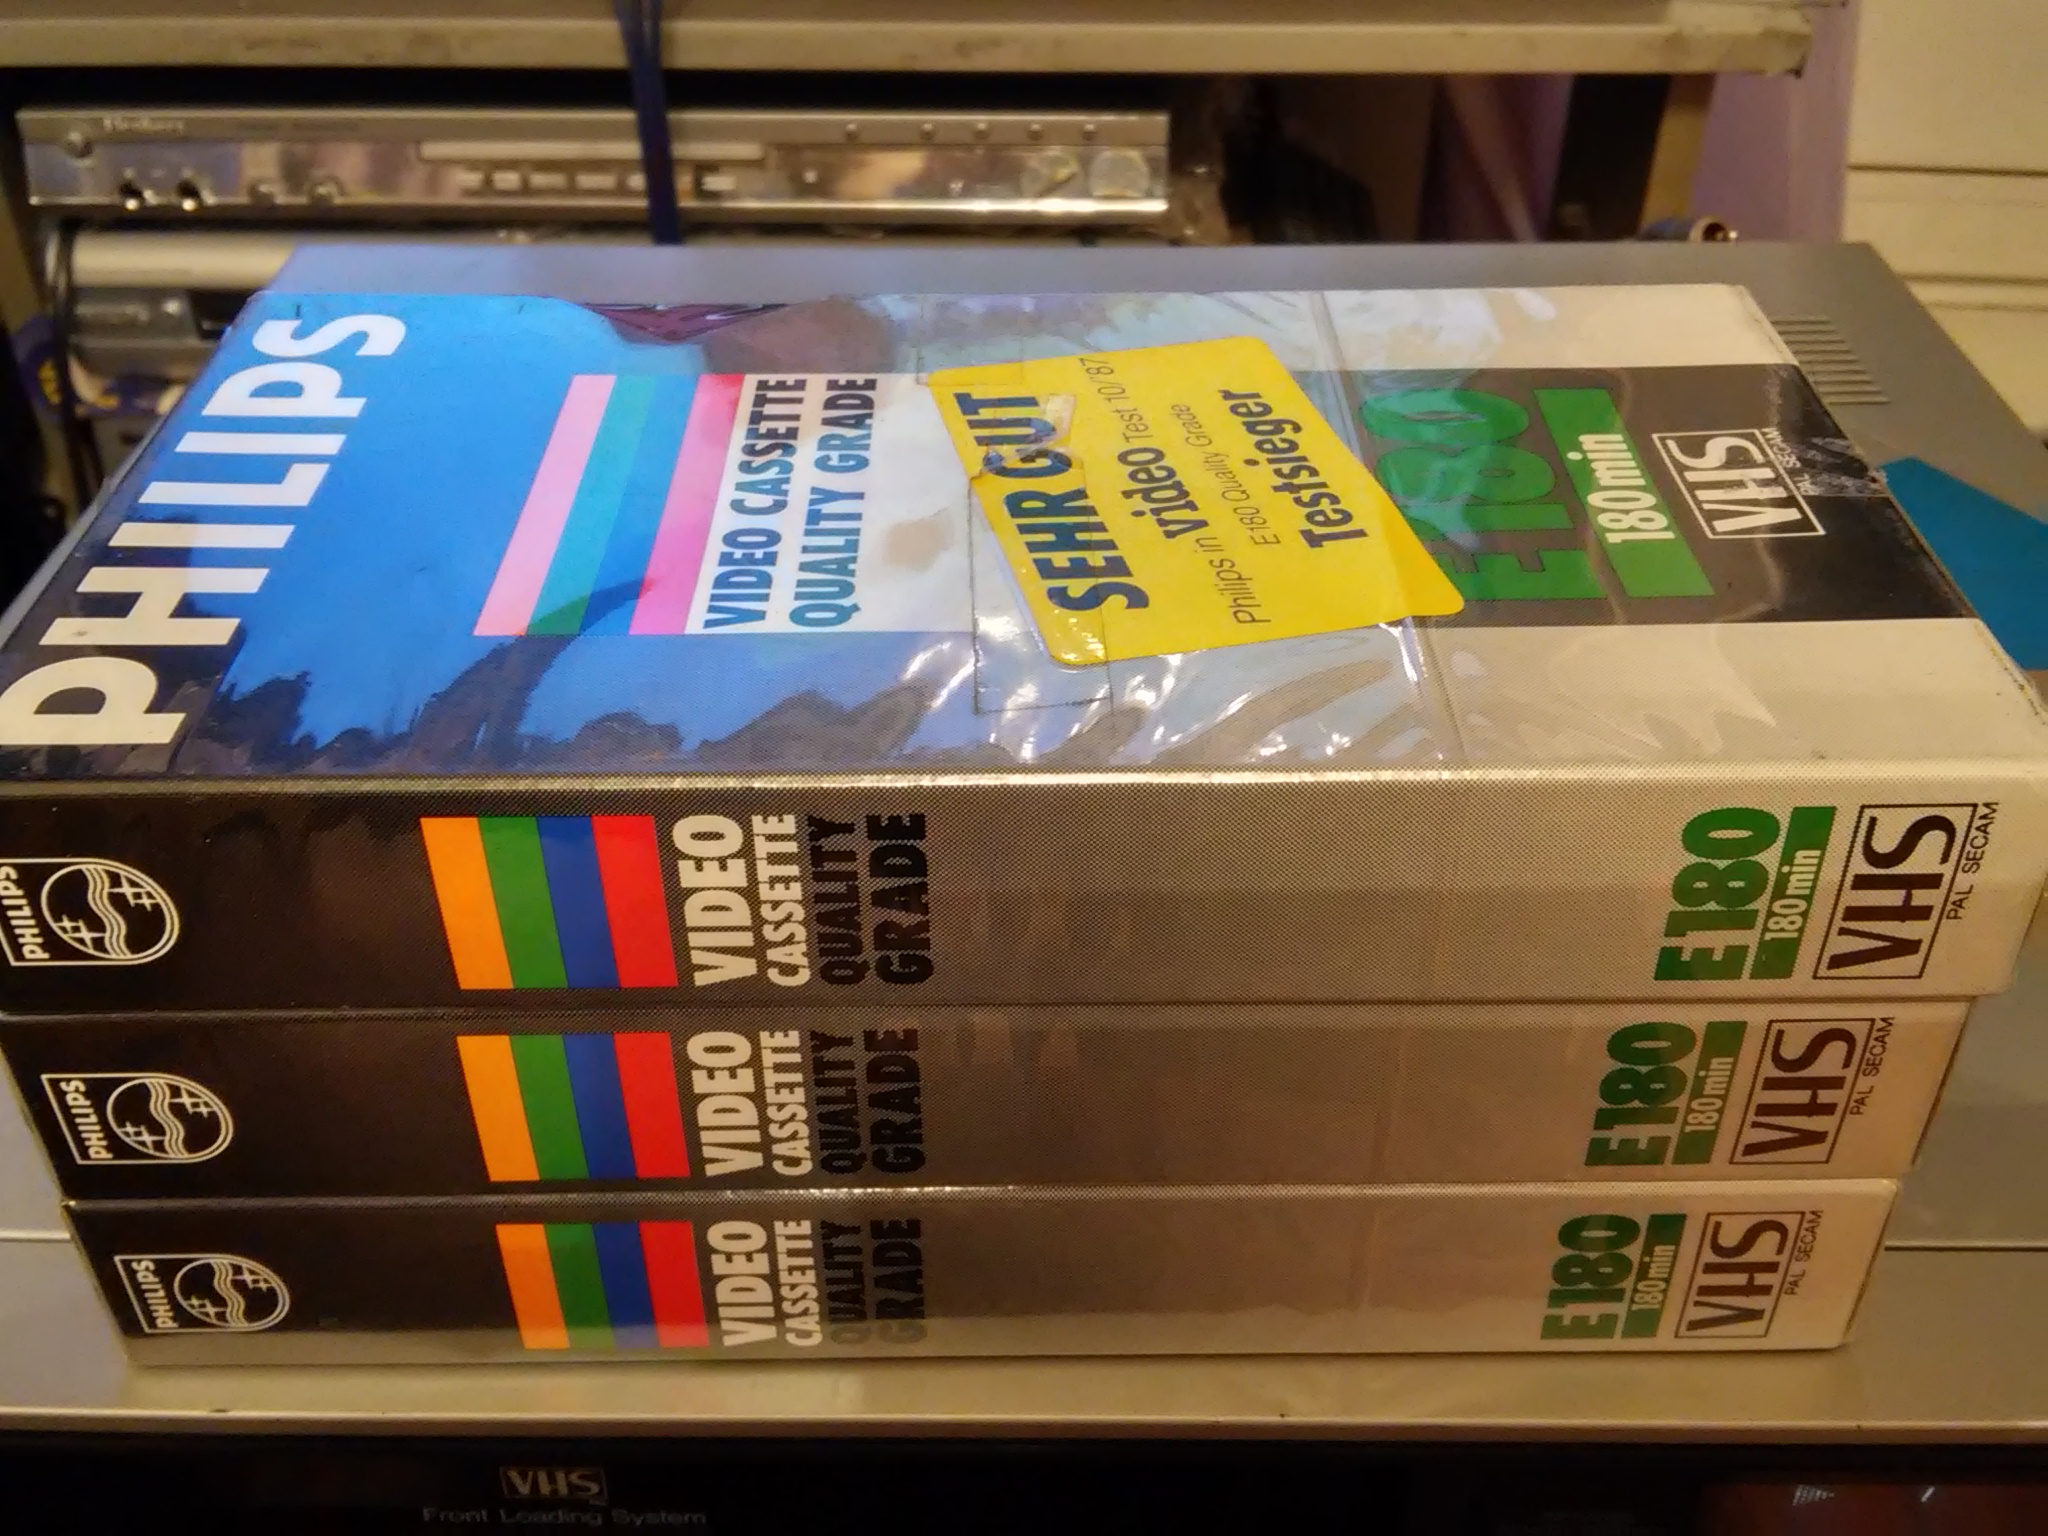 PHILIPS
VIDEO CASSETTE
QUALITY GRADE
SEHR GUT
Philips in Video Test 10/'87
E180 Quality Grade
Testsieger
E180
180 min
VHS
PAL SECAM
PHILIPS
VIDEO
CASSETTE
QUALITY
GRADE
E180
180 min
VHS
PAL SECAM
PHILIPS
VIDEO
CASSETTE
QUALITY
GRADE
E180
180 min
VHS
PAL SECAM
PHILIPS
VIDEO
CASSETTE
QUALITY
GRADE
E180
180 min
VHS
PAL SECAM
VHS
Front Loading System